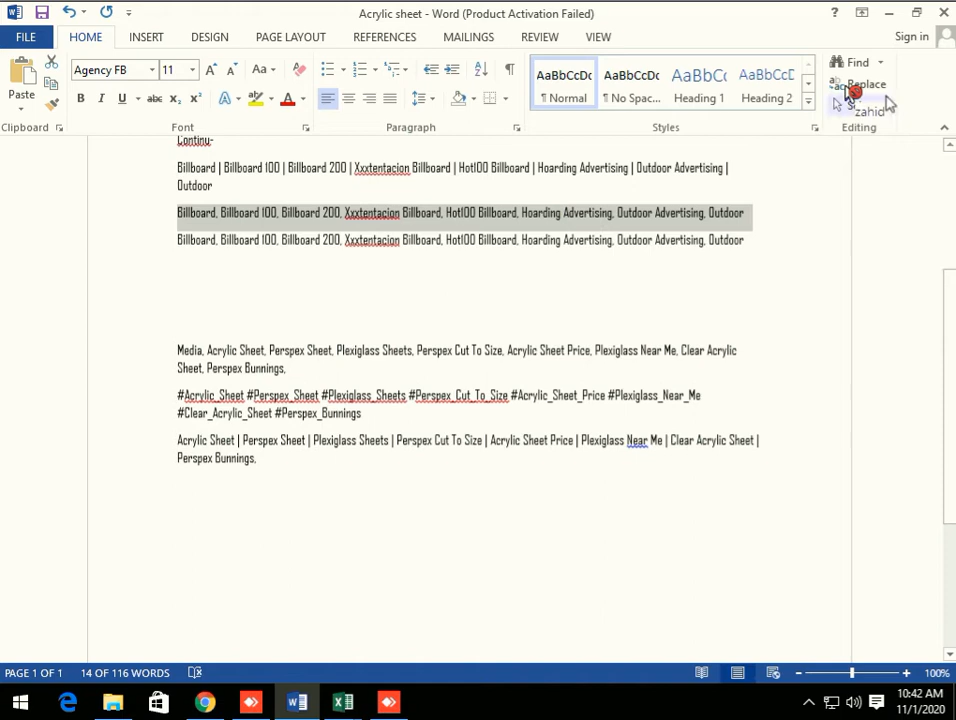 Acrylic sheet - Word (Product Activation Failed)
FILE HOME INSERT DESIGN PAGE LAYOUT REFERENCES MAILINGS REVIEW VIEW Sign in
Paste
Agency FB 11
AaBbCcDc AaBbCcDc AaBbC AaBbCcD
¶ Normal ¶ No Spac... Heading 1 Heading 2
Find
Replace
zahid
Clipboard Font Paragraph Styles Editing
Continu-
Billboard | Billboard 100 | Billboard 200 | Xxxtentacion Billboard | Hot100 Billboard | Hoarding Advertising | Outdoor Advertising |
Outdoor
Billboard, Billboard 100, Billboard 200, Xxxtentacion Billboard, Hot100 Billboard, Hoarding Advertising, Outdoor Advertising, Outdoor
Billboard, Billboard 100, Billboard 200, Xxxtentacion Billboard, Hot100 Billboard, Hoarding Advertising, Outdoor Advertising, Outdoor
Media, Acrylic Sheet, Perspex Sheet, Plexiglass Sheets, Perspex Cut To Size, Acrylic Sheet Price, Plexiglass Near Me, Clear Acrylic
Sheet, Perspex Bunnings,
#Acrylic_Sheet #Perspex_Sheet #Plexiglass_Sheets #Perspex_Cut_To_Size #Acrylic_Sheet_Price #Plexiglass_Near_Me
#Clear_Acrylic_Sheet #Perspex_Bunnings
Acrylic Sheet | Perspex Sheet | Plexiglass Sheets | Perspex Cut To Size | Acrylic Sheet Price | Plexiglass Near Me | Clear Acrylic Sheet |
Perspex Bunnings,
PAGE 1 OF 1 14 OF 116 WORDS 100%
10:42 AM
11/1/2020